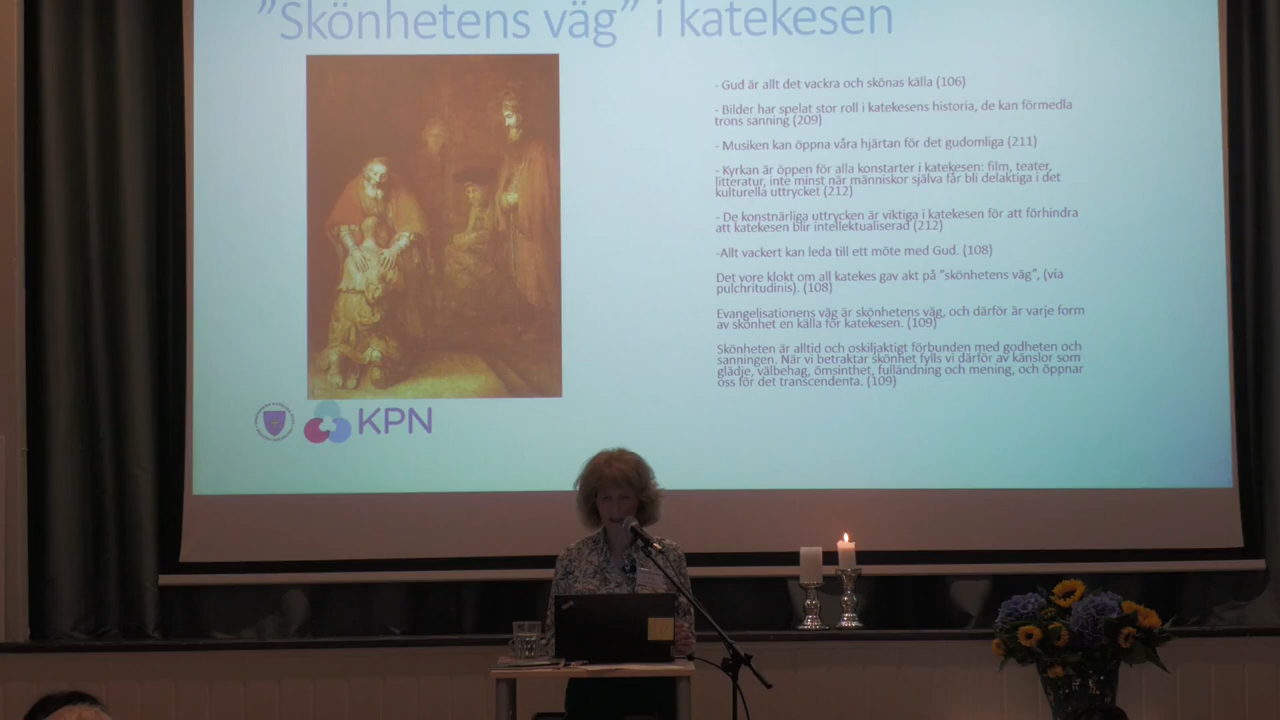 "Skönhetens väg" i katekesen
- Gud är allt det vackra och skönas källa (106)
- Bilder har spelat stor roll i katekesens historia, de kan förmedla
trons sanning (209)
- Musiken kan öppna våra hjärtan för det gudomliga (211)
- Kyrkan är öppen för alla konstarter i katekesen: film, teater,
litteratur, inte minst när människor själva får bli delaktiga i det
kulturella uttrycket (212)
- De konstnärliga uttrycken är viktiga i katekesen för att förhindra
att katekesen blir intellektualiserad (212)
-Allt vackert kan leda till ett möte med Gud. (108)
Det vore klokt om all katekes gav akt på "skönhetens väg", (via
pulchritudinis). (108)
Evangelisationens väg är skönhetens väg, och därför är varje form
av skönhet en källa för katekesen. (109)
Skönheten är alltid och oskiljaktigt förbunden med godheten och
sanningen. När vi betraktar skönhet fylls vi därför av känslor som
glädje, välbehag, ömsinthet, fulländning och mening, och öppnar
oss för det transcendenta. (109)
KPN